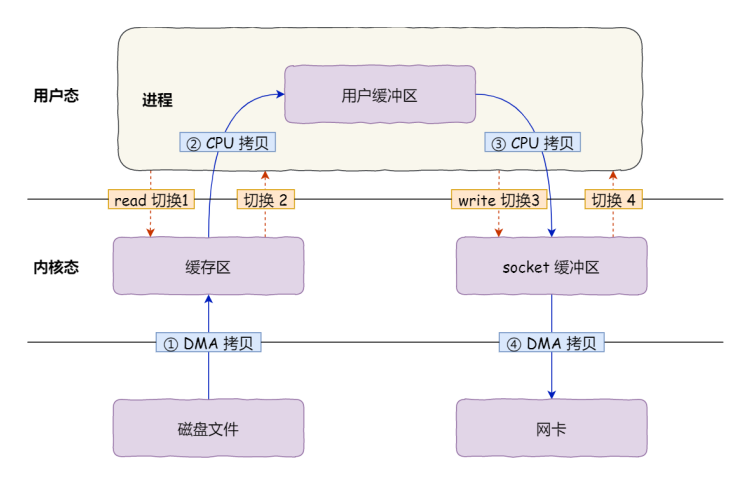 用户态
进程
用户缓冲区
② CPU 拷贝
③ CPU 拷贝
read 切换1
切换 2
write 切换3
切换 4
内核态
缓存区
socket 缓冲区
① DMA 拷贝
④ DMA 拷贝
磁盘文件
网卡